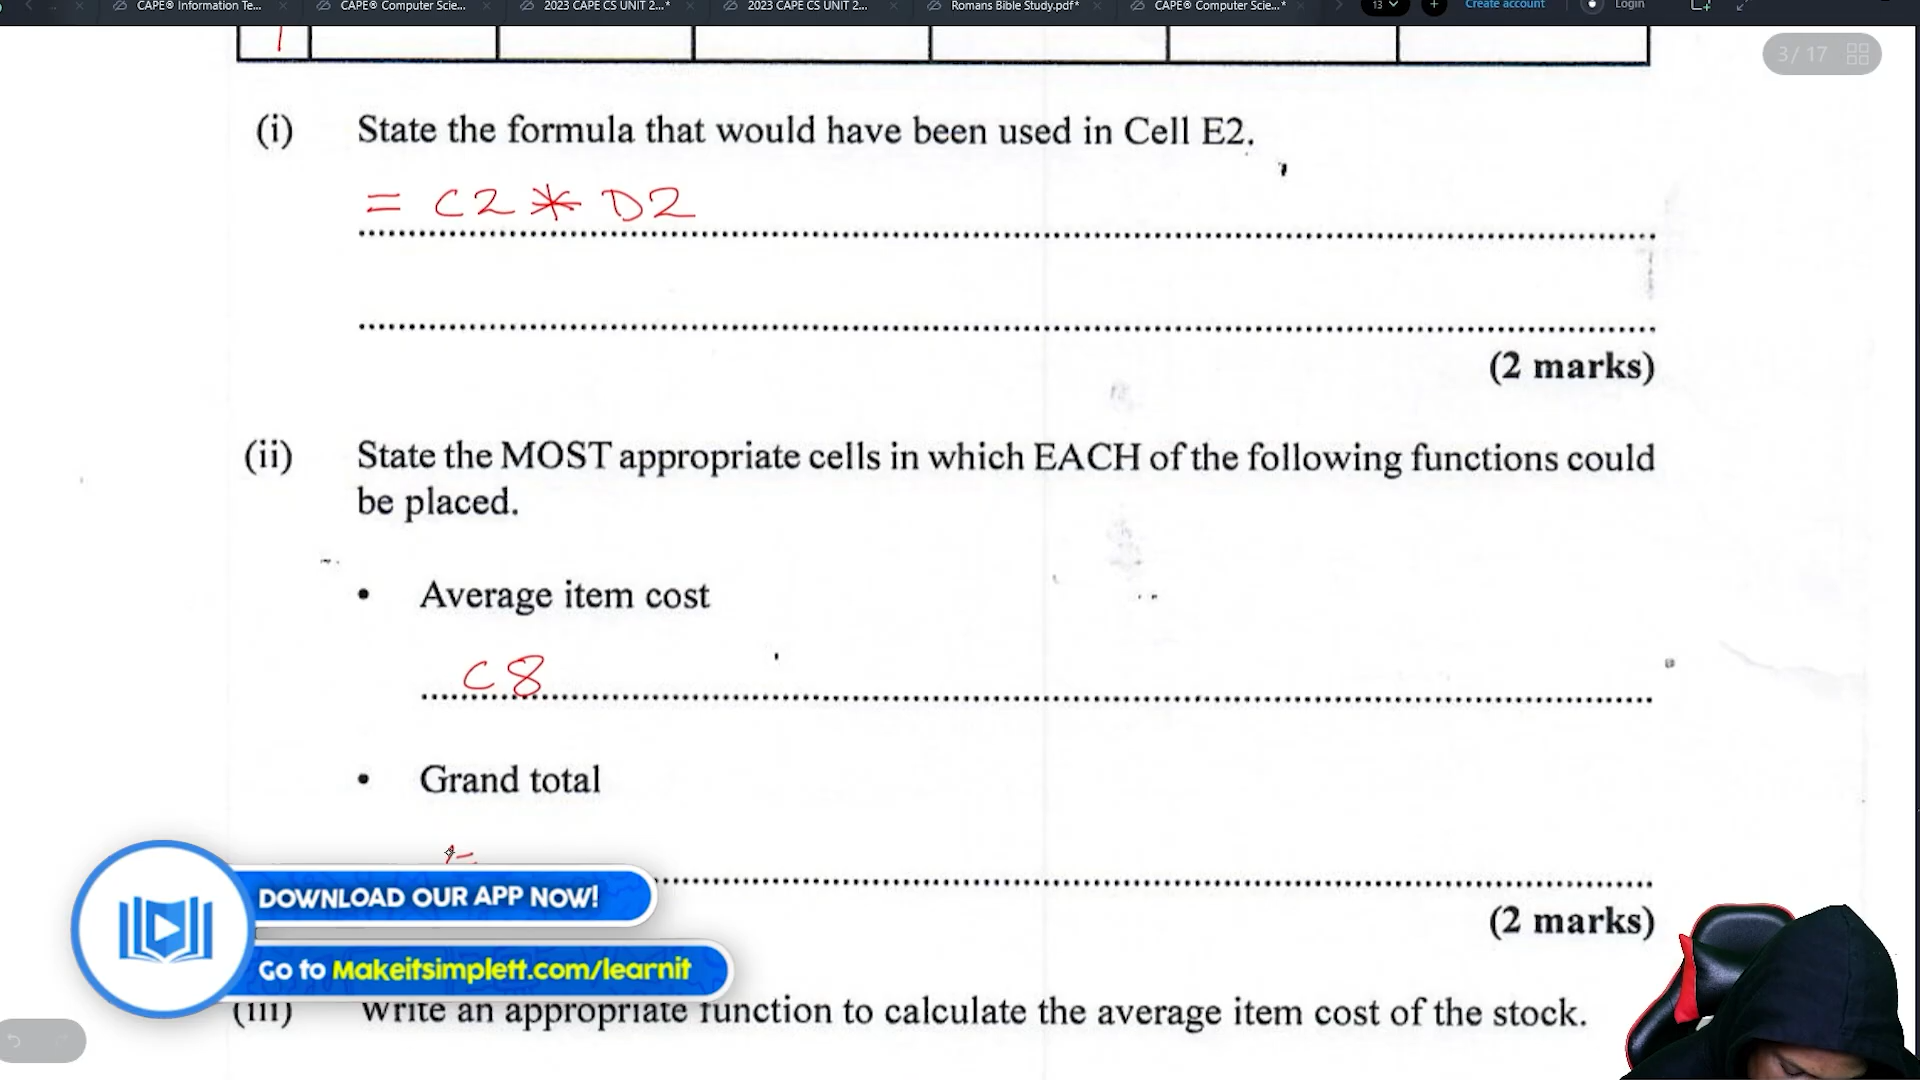 CAPE® Information Te...
CAPE® Computer Scie...
2023 CAPE CS UNIT 2...*
2023 CAPE CS UNIT 2...
Romans Bible Study.pdf*
CAPE® Computer Scie...*
13
Create account
Login
3/ 17
(i) State the formula that would have been used in Cell E2.
= C2 * D2
(2 marks)
(ii) State the MOST appropriate cells in which EACH of the following functions could
be placed.
• Average item cost
C8
• Grand total
(2 marks)
DOWNLOAD OUR APP NOW!
Go to Makeitsimplett.com/learnit
(iii) Write an appropriate function to calculate the average item cost of the stock.